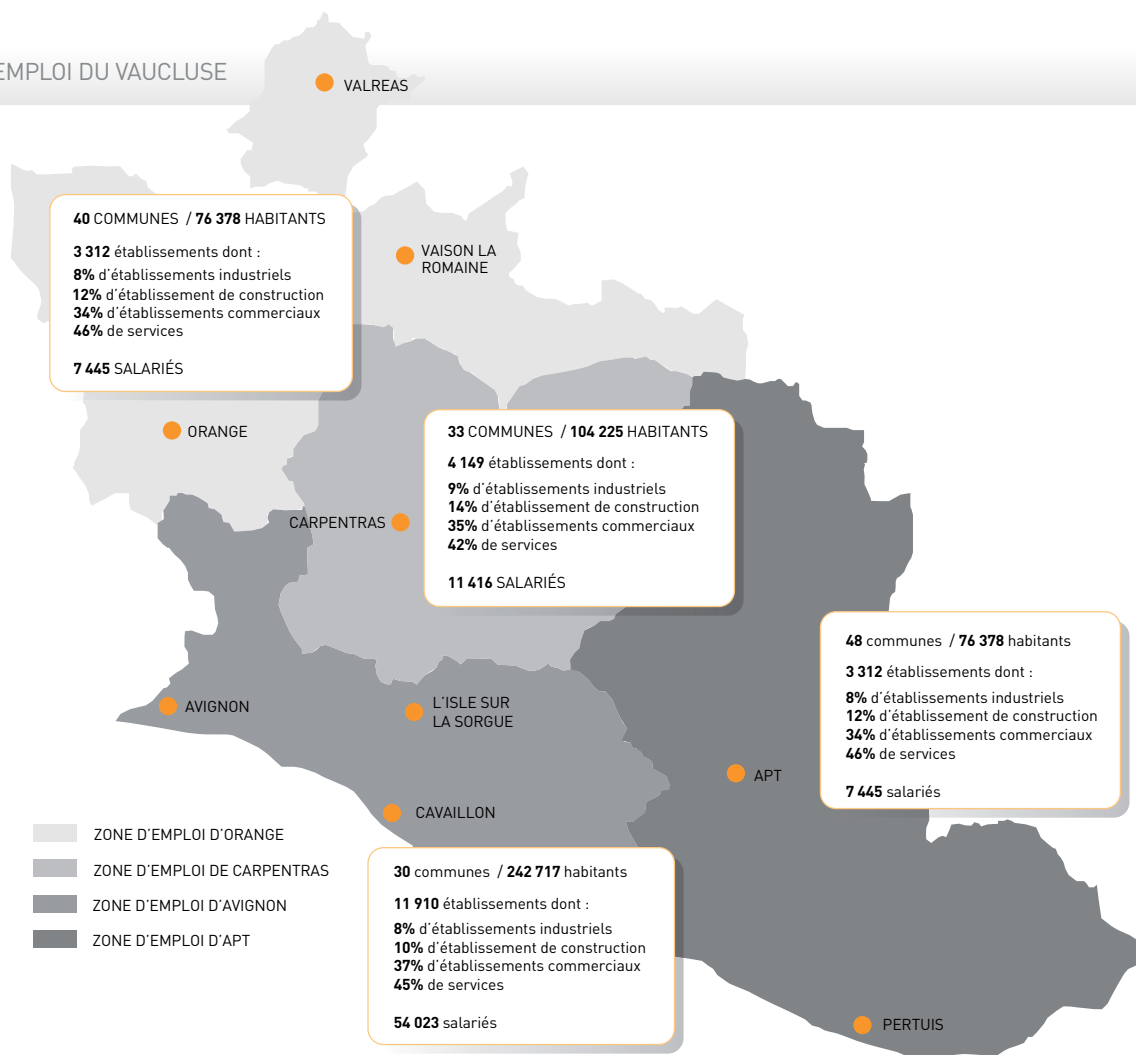 EMPLOI DU VAUCLUSE
VALREAS
40 COMMUNES / 76 378 HABITANTS
3 312 établissements dont :
8% d'établissements industriels
12% d'établissement de construction
34% d'établissements commerciaux
46% de services
7 445 SALARIÉS
VAISON LA
ROMAINE
ORANGE
33 COMMUNES / 104 225 HABITANTS
4 149 établissements dont :
9% d'établissements industriels
14% d'établissement de construction
35% d'établissements commerciaux
42% de services
11 416 SALARIÉS
CARPENTRAS
48 communes / 76 378 habitants
3 312 établissements dont :
8% d'établissements industriels
12% d'établissement de construction
34% d'établissements commerciaux
46% de services
7 445 salariés
AVIGNON
L'ISLE SUR
LA SORGUE
APT
CAVAILLON
ZONE D'EMPLOI D'ORANGE
ZONE D'EMPLOI DE CARPENTRAS
ZONE D'EMPLOI D'AVIGNON
ZONE D'EMPLOI D'APT
30 communes / 242 717 habitants
11 910 établissements dont :
8% d'établissements industriels
10% d'établissement de construction
37% d'établissements commerciaux
45% de services
54 023 salariés
PERTUIS